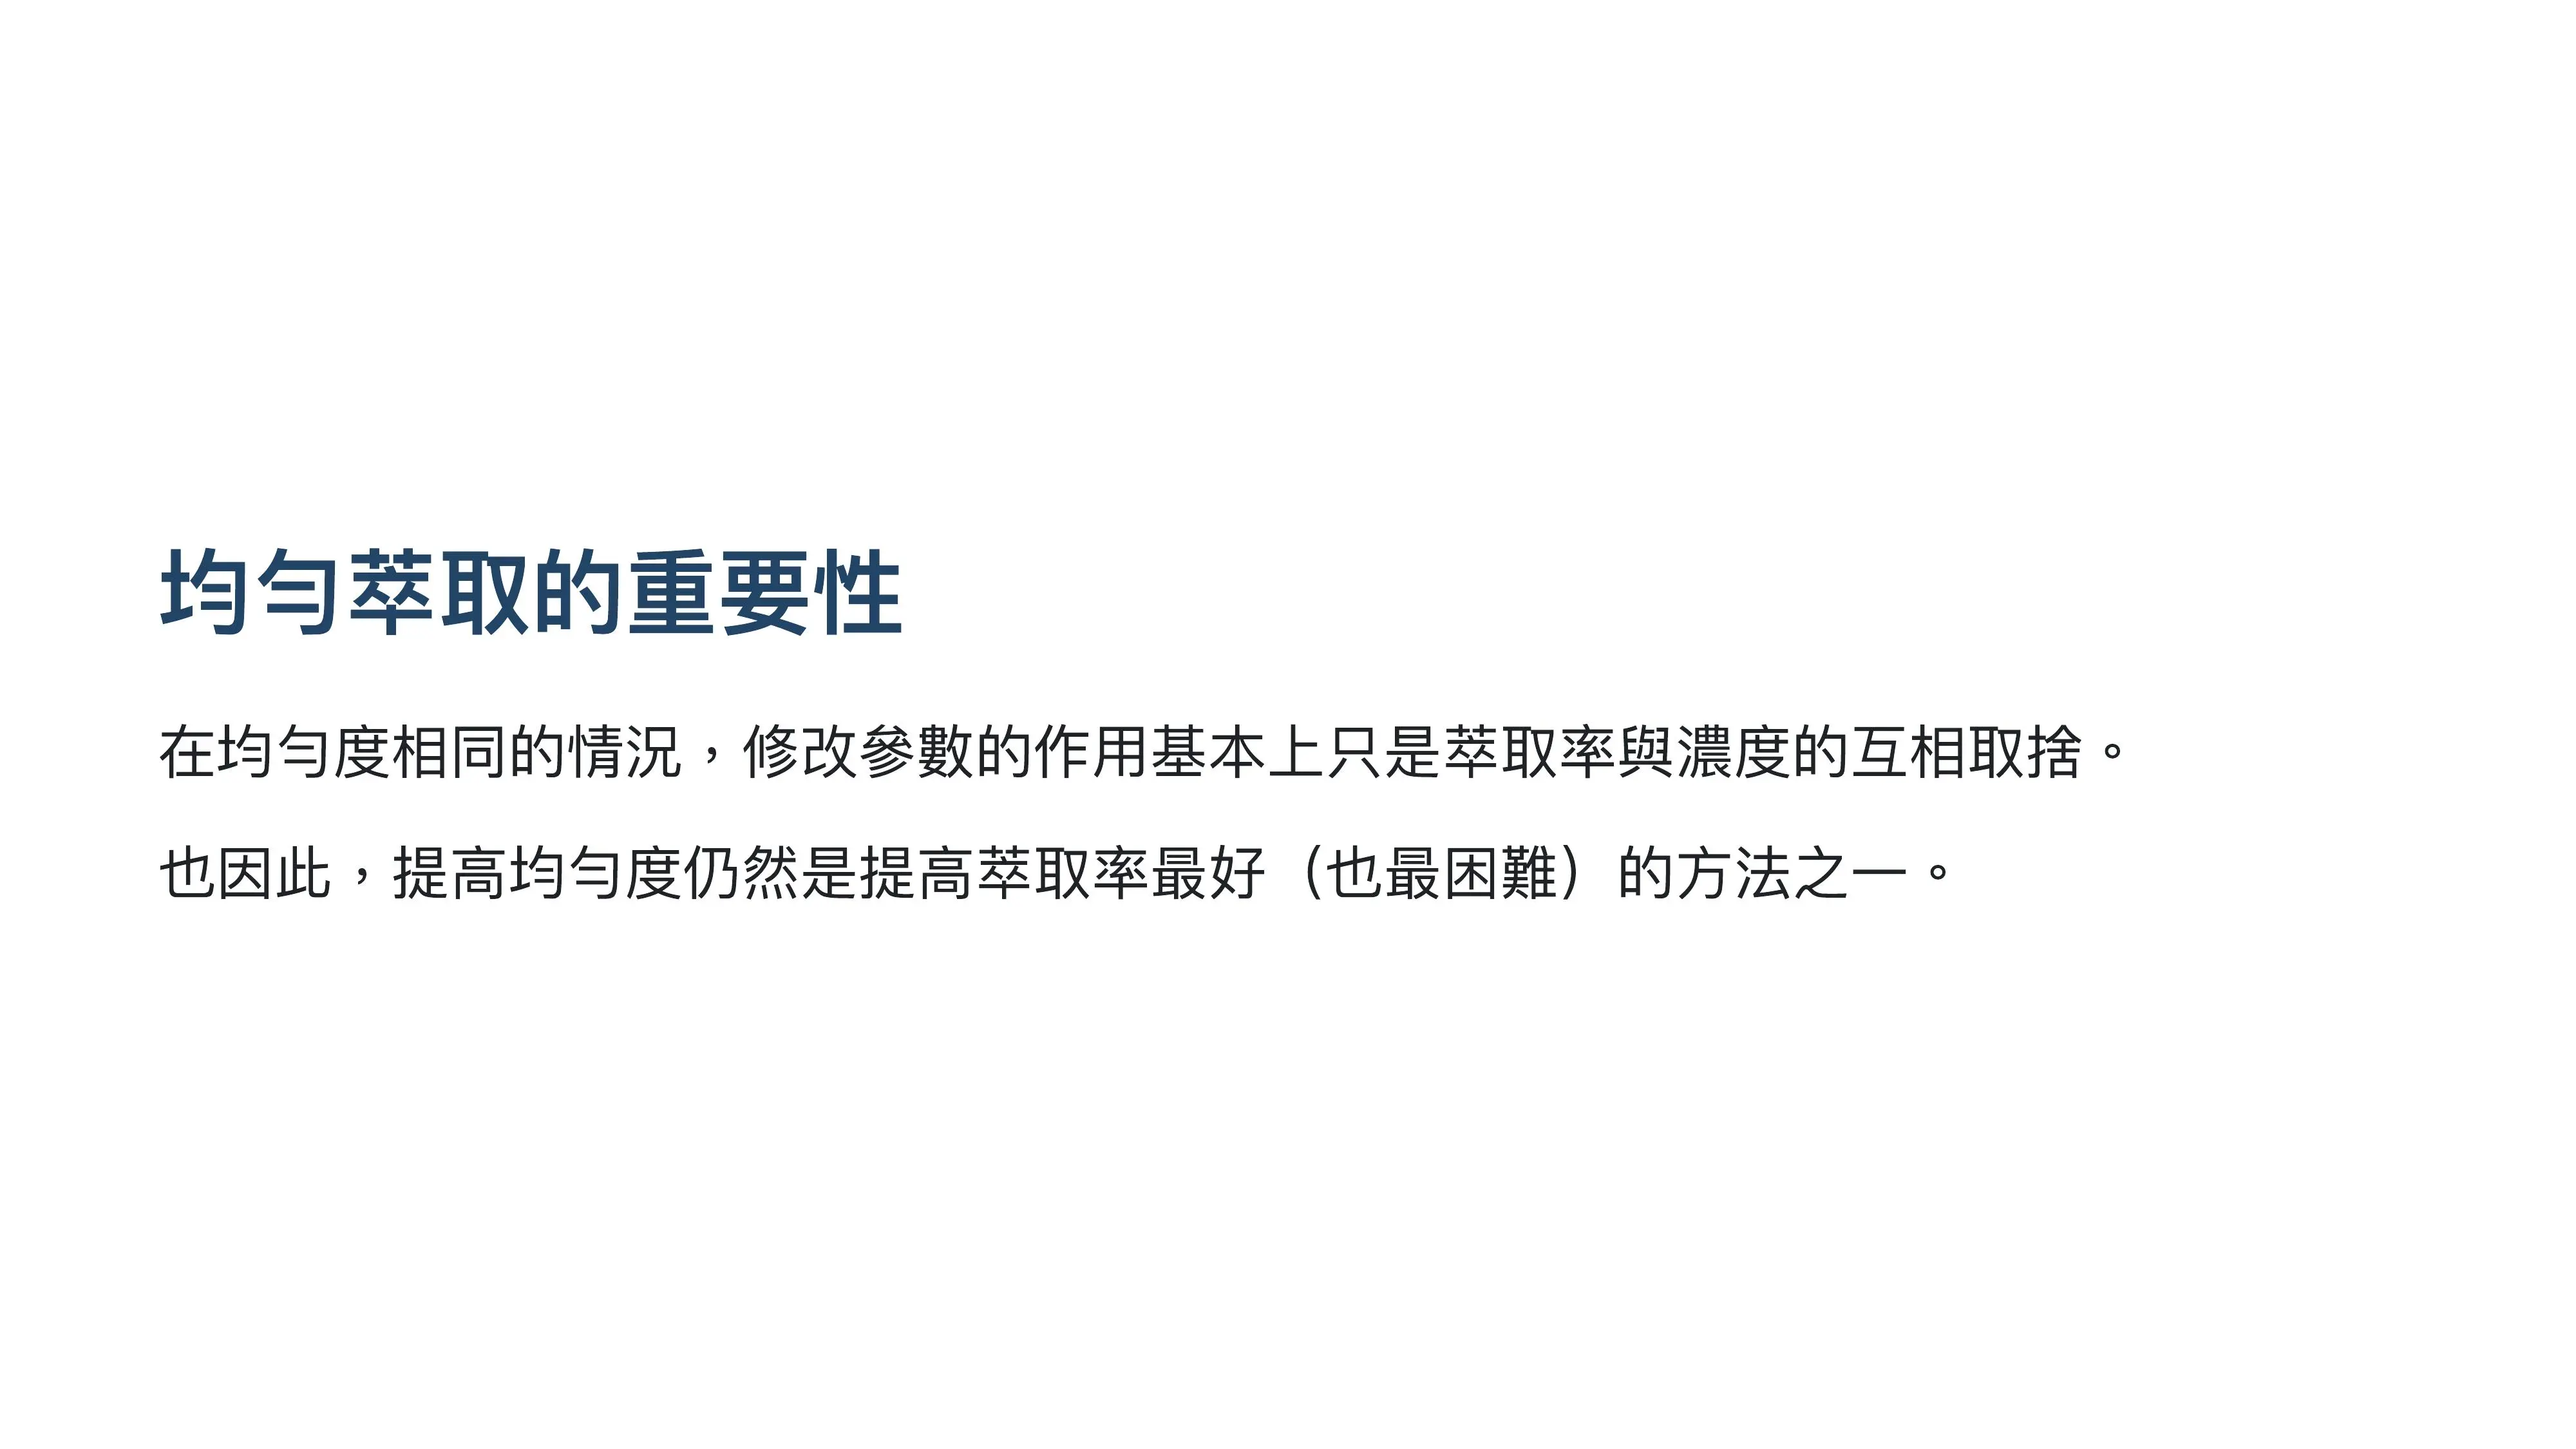 均勻萃取的重要性
在均勻度相同的情況，修改參數的作用基本上只是萃取率與濃度的互相取捨。
也因此，提高均勻度仍然是提高萃取率最好（也最困難）的方法之一。